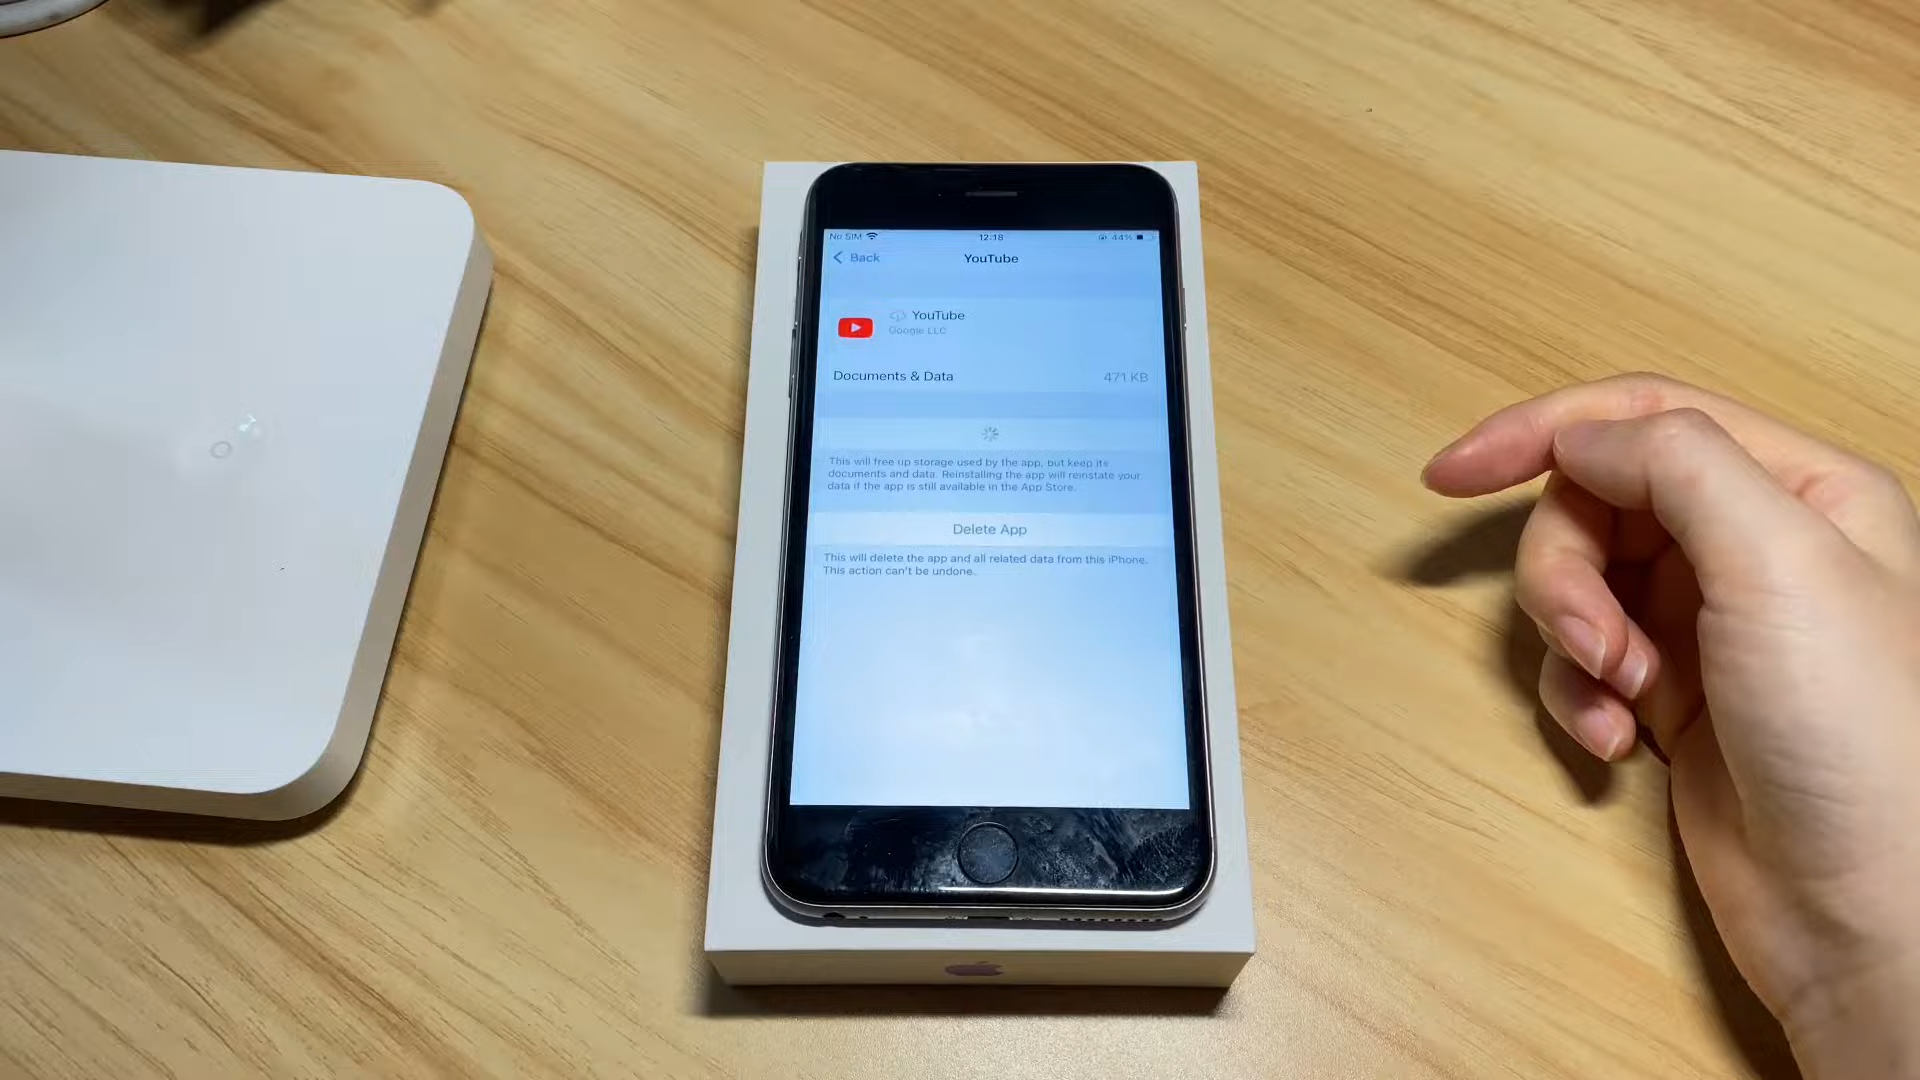 No SIM 12:18 44%
Back YouTube
YouTube
Google LLC
Documents & Data 471 KB
This will free up storage used by the app, but keep its
documents and data. Reinstalling the app will reinstate your
data if the app is still available in the App Store.
Delete App
This will delete the app and all related data from this iPhone.
This action can't be undone.